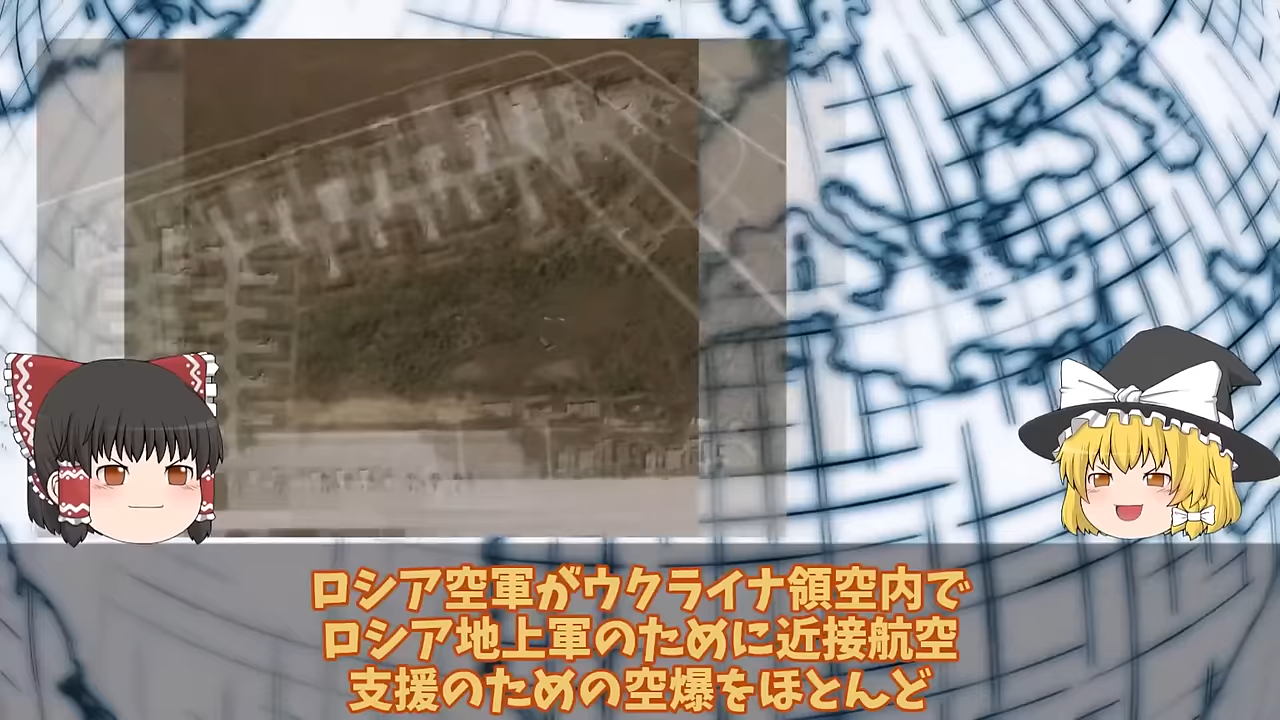 ロシア空軍がウクライナ領空内で
ロシア地上軍のために近接航空
支援のための空爆をほとんど